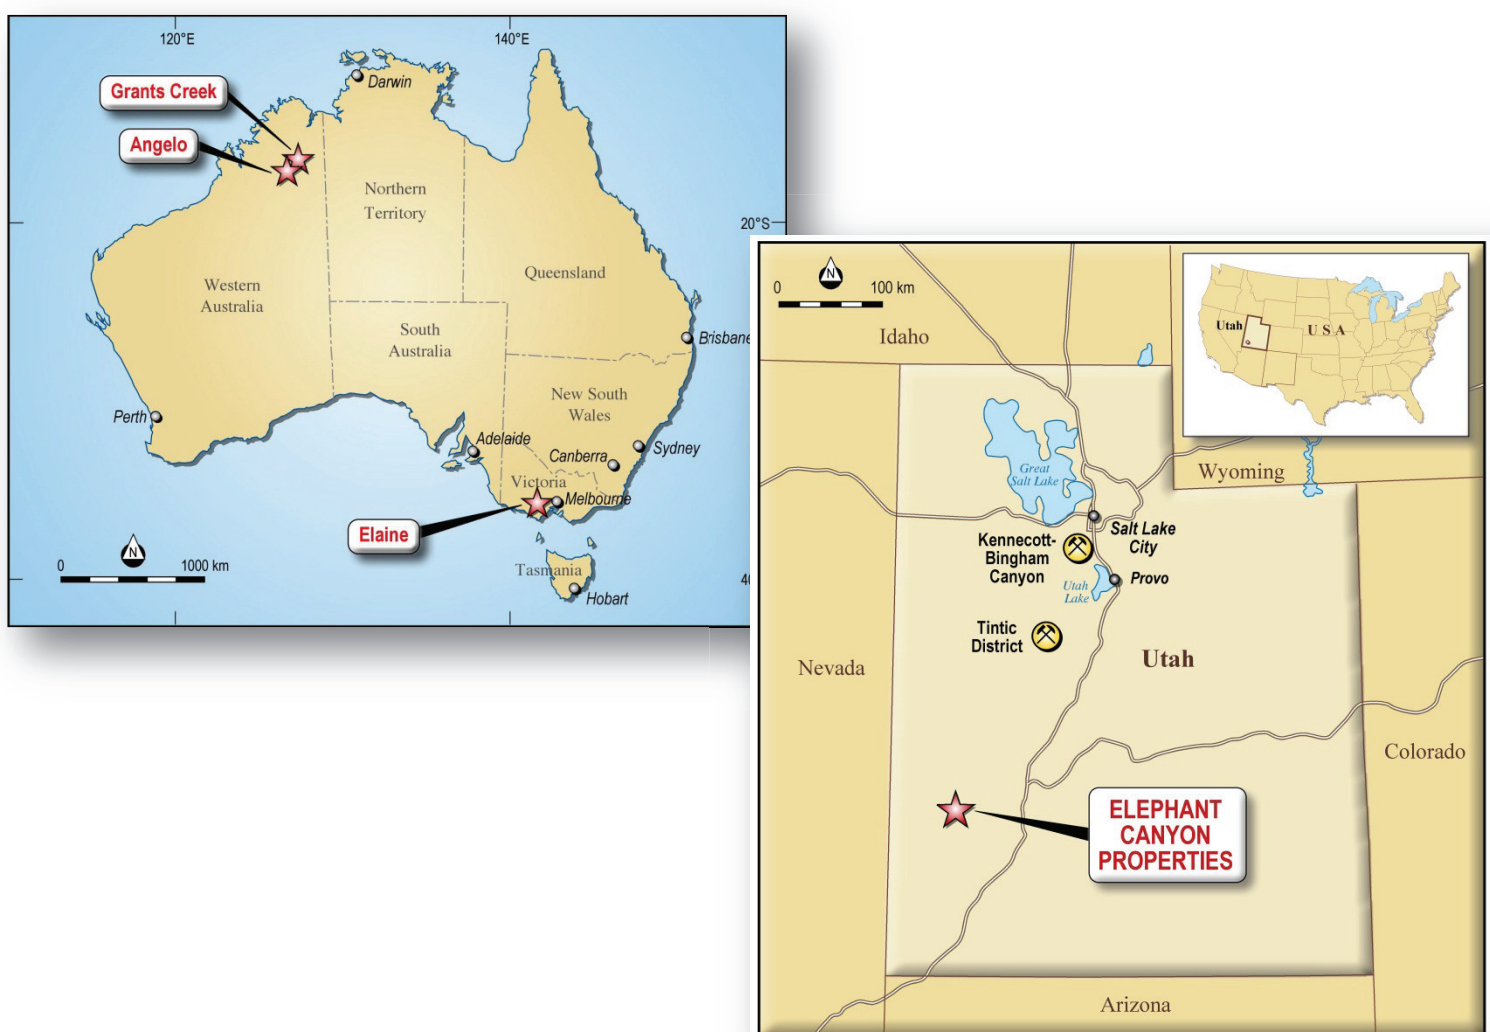 120°E
140°E
Grants Creek
Darwin
Angelo
Northern
Territory
20°S
Western
Australia
Queensland
South
Australia
Brisbane
New South
Wales
Perth
Adelaide
Sydney
Canberra
Victoria
Melbourne
Elaine
N
0
1000 km
Tasmania
Hobart
40
N
0
100 km
Idaho
Utah
U S A
Great
Salt Lake
Wyoming
Salt Lake
City
Kennecott-
Bingham
Canyon
Utah
Lake
Provo
Tintic
District
Nevada
Utah
Colorado
ELEPHANT
CANYON
PROPERTIES
Arizona